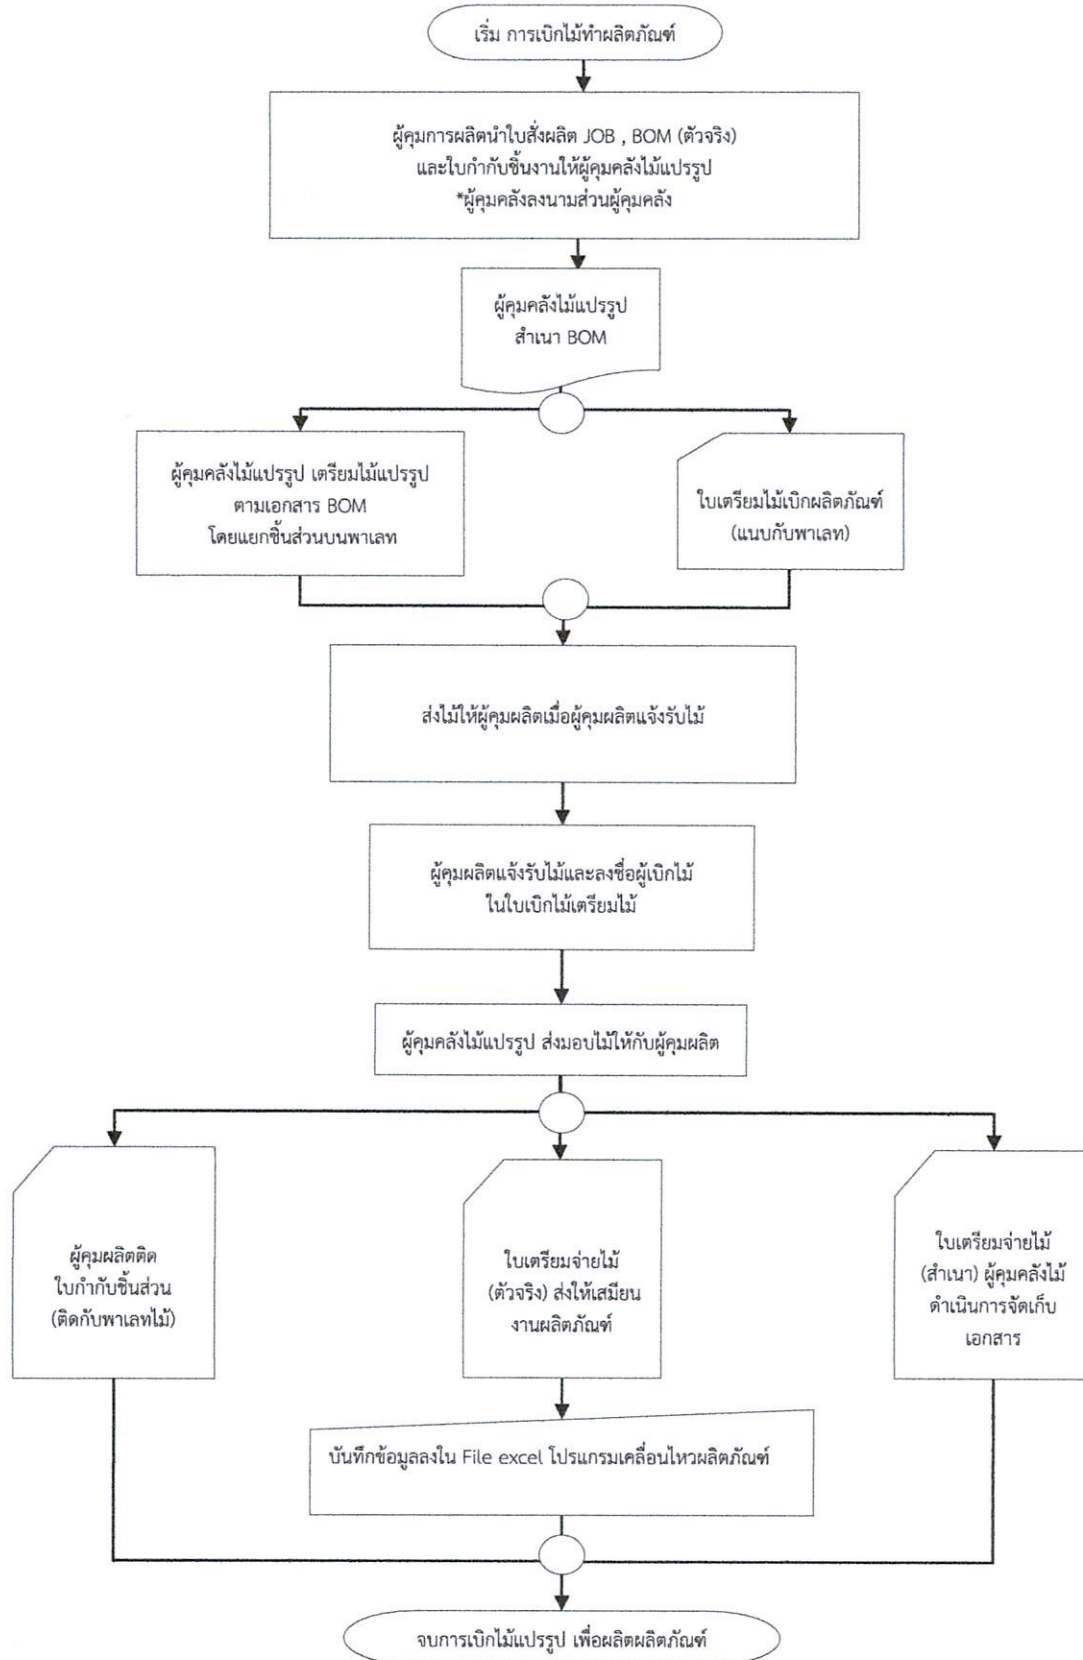 เริ่ม การเบิกไม้ทำผลิตภัณฑ์
ผู้คุมการผลิตนำใบสั่งผลิต JOB , BOM (ตัวจริง)
และใบกำกับชิ้นงานให้ผู้คุมคลังไม้แปรรูป
*ผู้คุมคลังลงนามส่วนผู้คุมคลัง
ผู้คุมคลังไม้แปรรูป
สำเนา BOM
ผู้คุมคลังไม้แปรรูป เตรียมไม้แปรรูป
ตามเอกสาร BOM
โดยแยกชิ้นส่วนบนพาเลท
ใบเตรียมไม้เบิกผลิตภัณฑ์
(แนบกับพาเลท)
ส่งไม้ให้ผู้คุมผลิตเมื่อผู้คุมผลิตแจ้งรับไม้
ผู้คุมผลิตแจ้งรับไม้และลงชื่อผู้เบิกไม้
ในใบเบิกไม้เตรียมไม้
ผู้คุมคลังไม้แปรรูป ส่งมอบไม้ให้กับผู้คุมผลิต
ผู้คุมผลิตติด
ใบกำกับชิ้นส่วน
(ติดกับพาเลทไม้)
ใบเตรียมจ่ายไม้
(ตัวจริง) ส่งให้เสมียน
งานผลิตภัณฑ์
ใบเตรียมจ่ายไม้
(สำเนา) ผู้คุมคลังไม้
ดำเนินการจัดเก็บ
เอกสาร
บันทึกข้อมูลลงใน File excel โปรแกรมเคลื่อนไหวผลิตภัณฑ์
จบการเบิกไม้แปรรูป เพื่อผลิตผลิตภัณฑ์